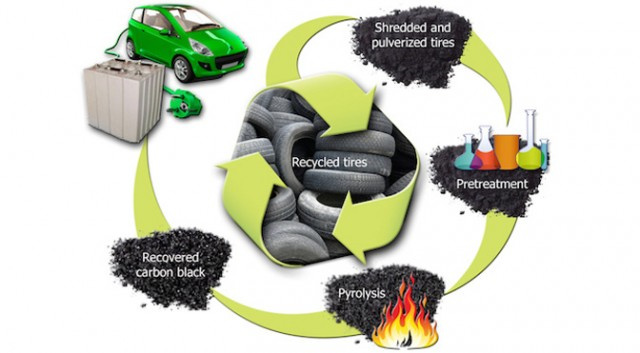 Shredded and
pulverized tires
Recycled tires
Pretreatment
Recovered
carbon black
Pyrolysis